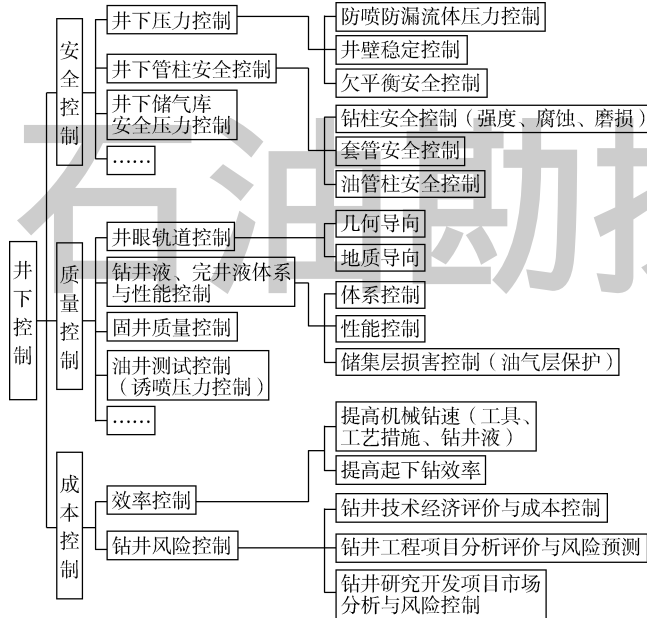 井下控制
安全控制
井下压力控制
防喷防漏流体压力控制
井壁稳定控制
欠平衡安全控制
井下管柱安全控制
钻柱安全控制（强度、腐蚀、磨损）
套管安全控制
油管柱安全控制
井下储气库
安全压力控制
……
质量控制
井眼轨道控制
几何导向
地质导向
钻井液、完井液体系
与性能控制
体系控制
性能控制
储集层损害控制（油气层保护）
固井质量控制
油井测试控制
（诱喷压力控制）
……
成本控制
效率控制
提高机械钻速（工具、
工艺措施、钻井液）
提高起下钻效率
钻井风险控制
钻井技术经济评价与成本控制
钻井工程项目分析评价与风险预测
钻井研究开发项目市场
分析与风险控制
石油勘探